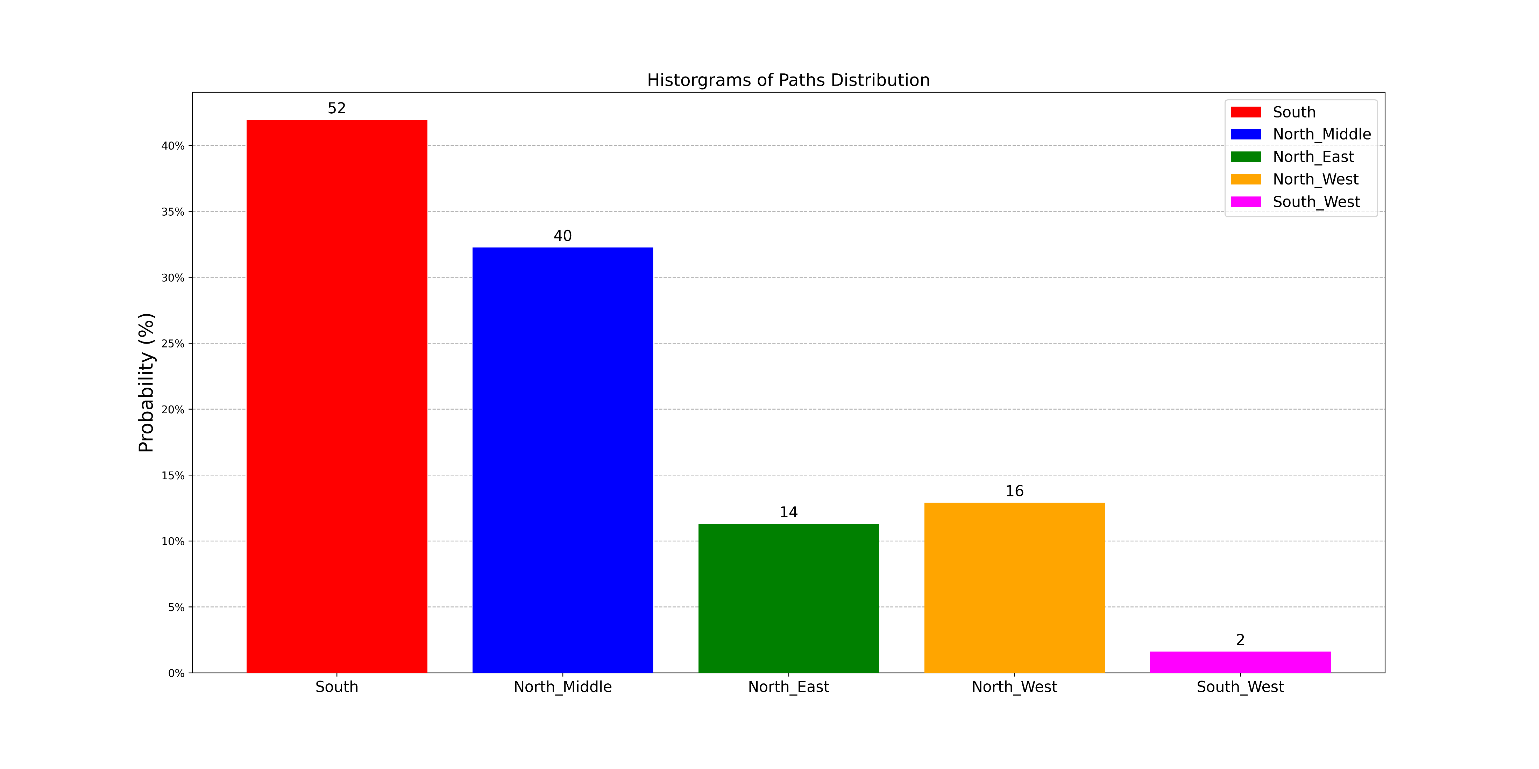 Historgrams of Paths Distribution
52
40
14
16
2
South
North_Middle
North_East
North_West
South_West
Probability (%)
40%
35%
30%
25%
20%
15%
10%
5%
0%
South
North_Middle
North_East
North_West
South_West